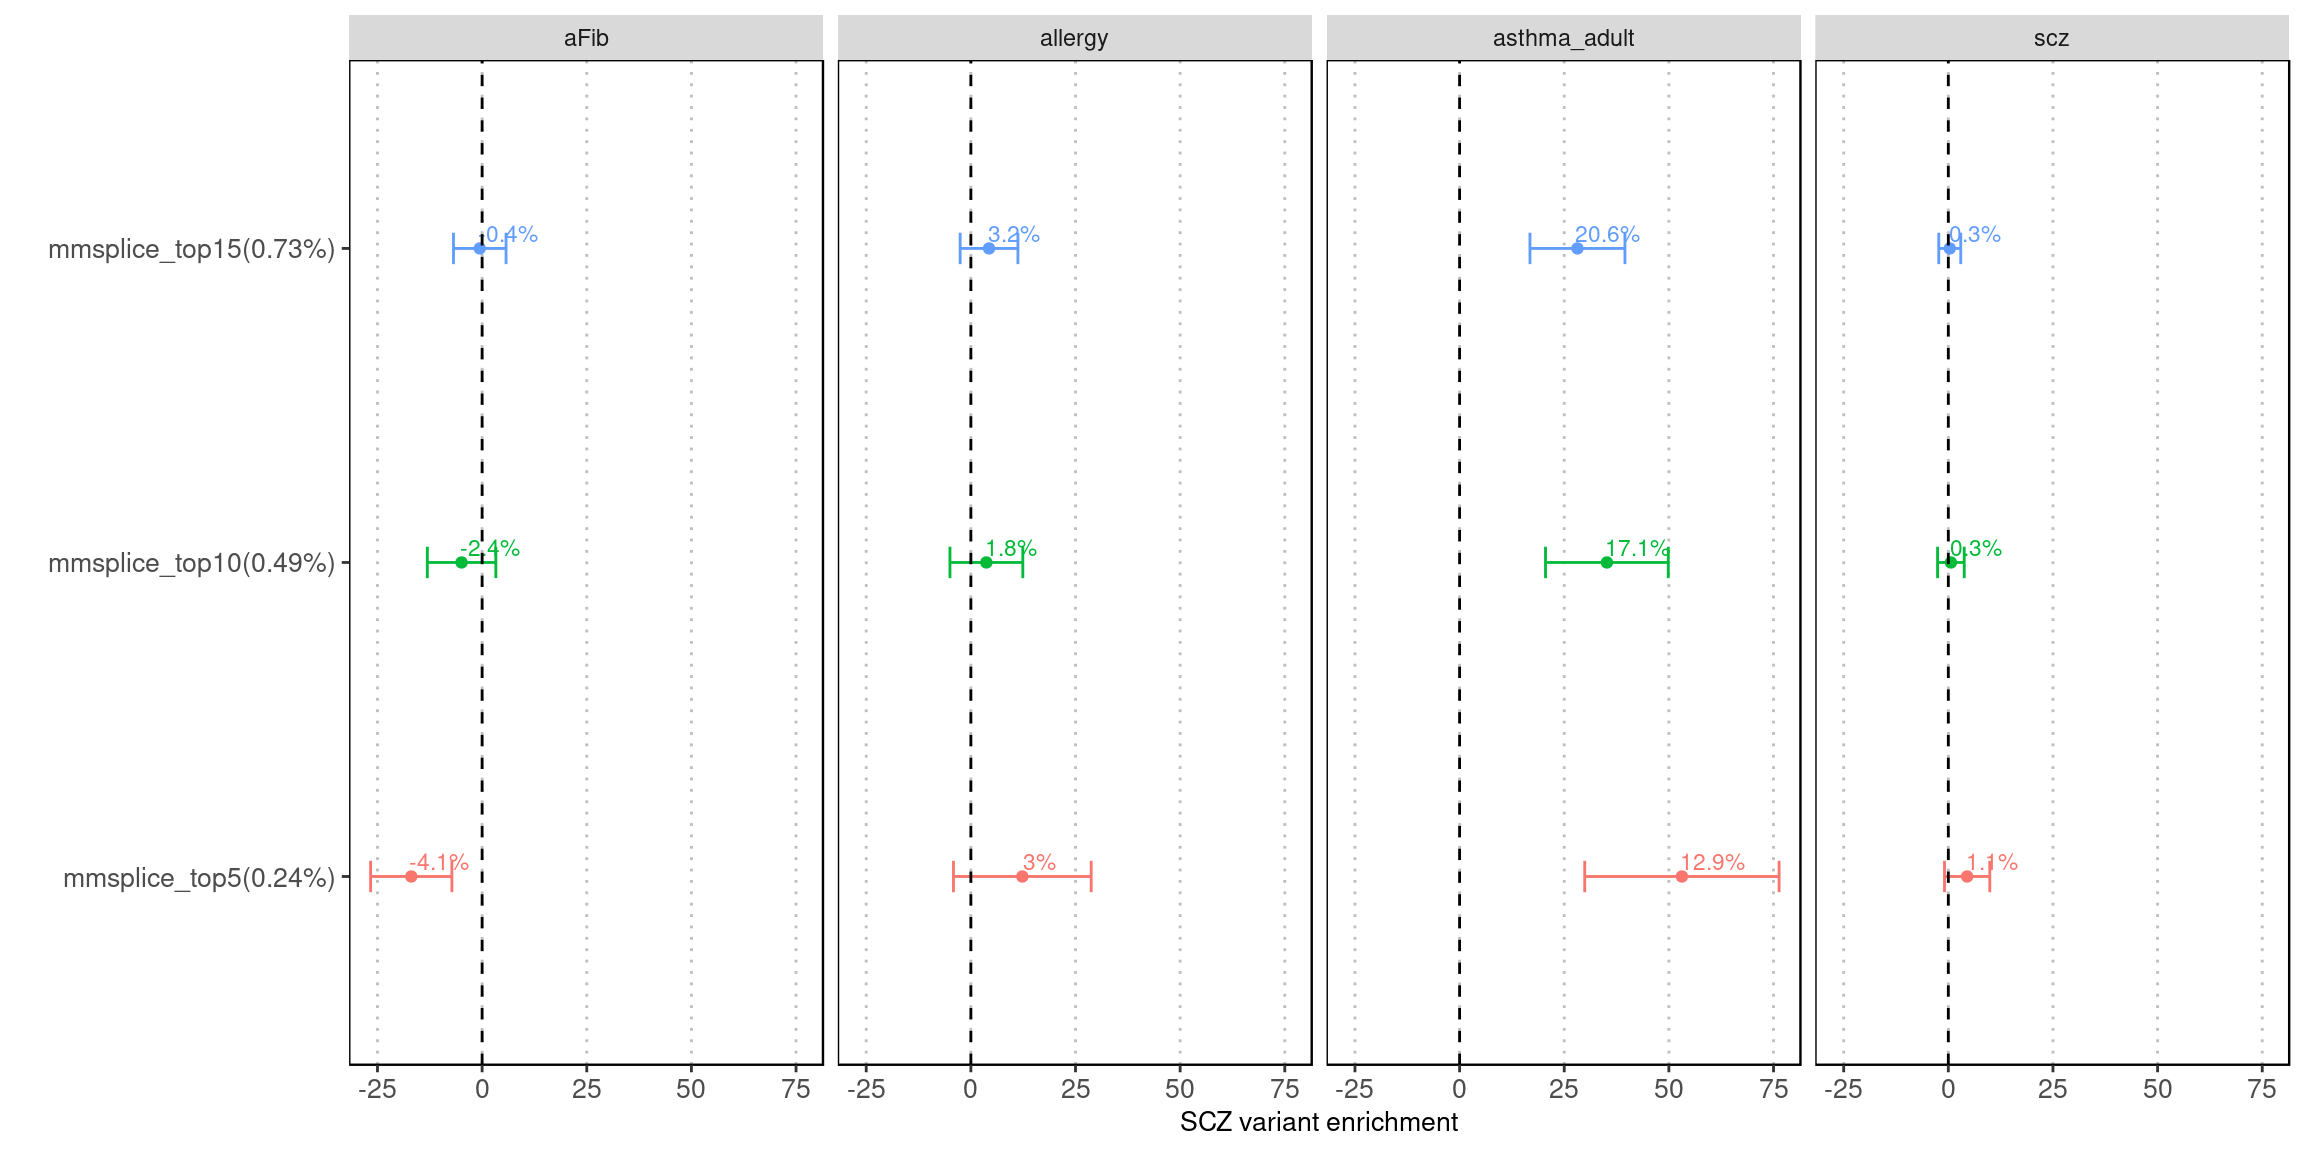 aFib allergy asthma_adult scz
mmsplice_top15(0.73%) -0.4% 3.2% 20.6% 0.3%
mmsplice_top10(0.49%) -2.4% 1.8% 17.1% 0.3%
mmsplice_top5(0.24%) -4.1% 3% 12.9% 1.1%
-25 0 25 50 75 -25 0 25 50 75 -25 0 25 50 75 -25 0 25 50 75
SCZ variant enrichment